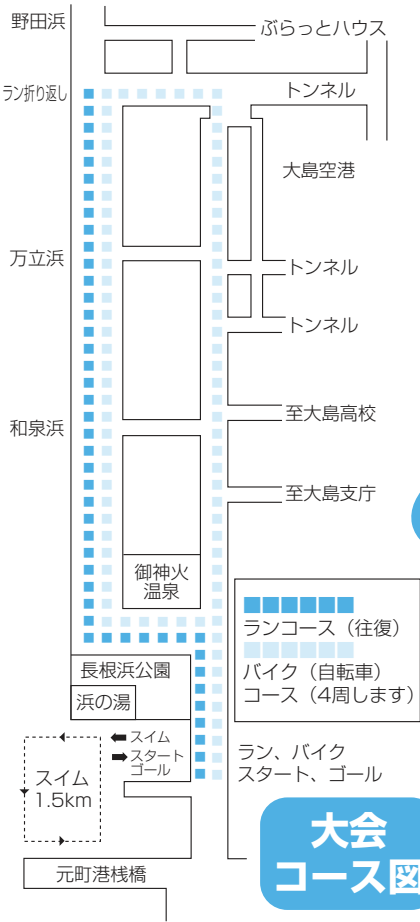 野田浜
ぶらっとハウス
ラン折り返し
トンネル
大島空港
万立浜
トンネル
トンネル
至大島高校
和泉浜
至大島支庁
御神火
温泉
ランコース（往復）
バイク（自転車）
コース（4周します）
長根浜公園
浜の湯
スイム
スタート
ゴール
ラン、バイク
スタート、ゴール
スイム
1.5km
元町港桟橋
大会
コース図